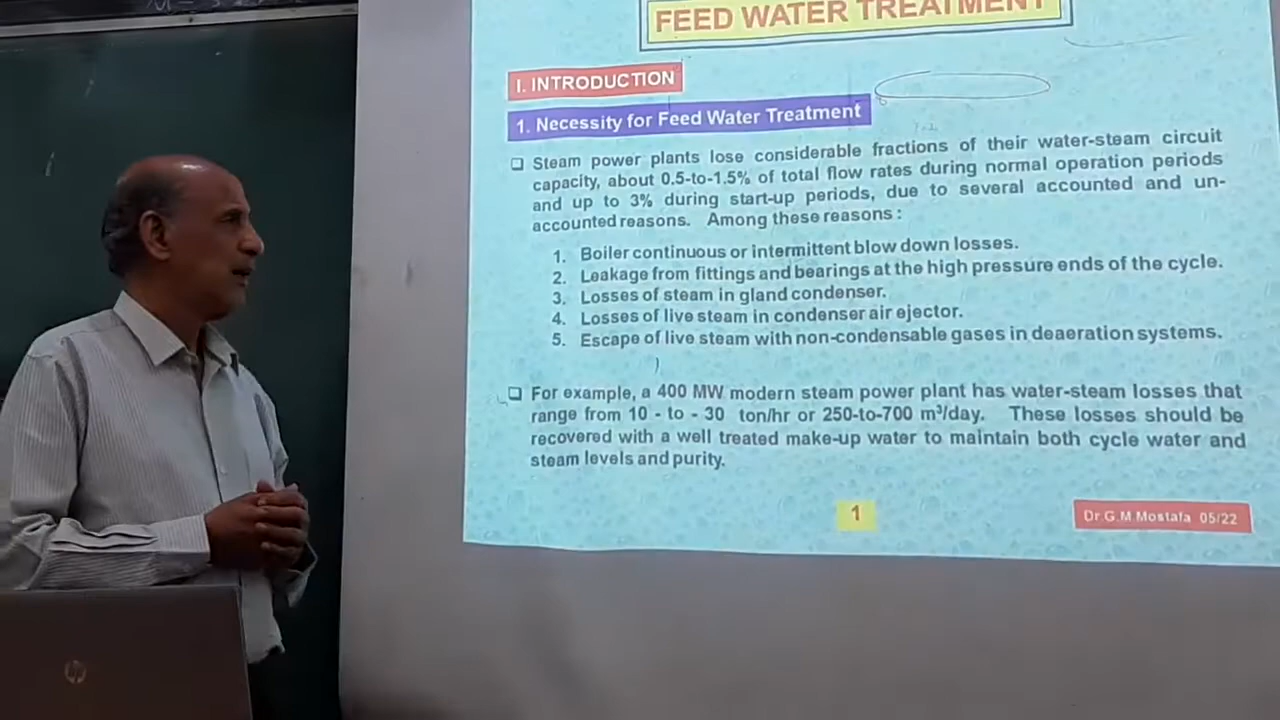 FEED WATER TREATMENT
I. INTRODUCTION
1. Necessity for Feed Water Treatment
❑ Steam power plants lose considerable fractions of their water-steam circuit
capacity, about 0.5-to-1.5% of total flow rates during normal operation periods
and up to 3% during start-up periods, due to several accounted and un-
accounted reasons. Among these reasons :
1. Boiler continuous or intermittent blow down losses.
2. Leakage from fittings and bearings at the high pressure ends of the cycle.
3. Losses of steam in gland condenser.
4. Losses of live steam in condenser air ejector.
5. Escape of live steam with non-condensable gases in deaeration systems.
❑ For example, a 400 MW modern steam power plant has water-steam losses that
range from 10 - to - 30 ton/hr or 250-to-700 m³/day. These losses should be
recovered with a well treated make-up water to maintain both cycle water and
steam levels and purity.
1
Dr.G.M.Mostafa 05/22
hp